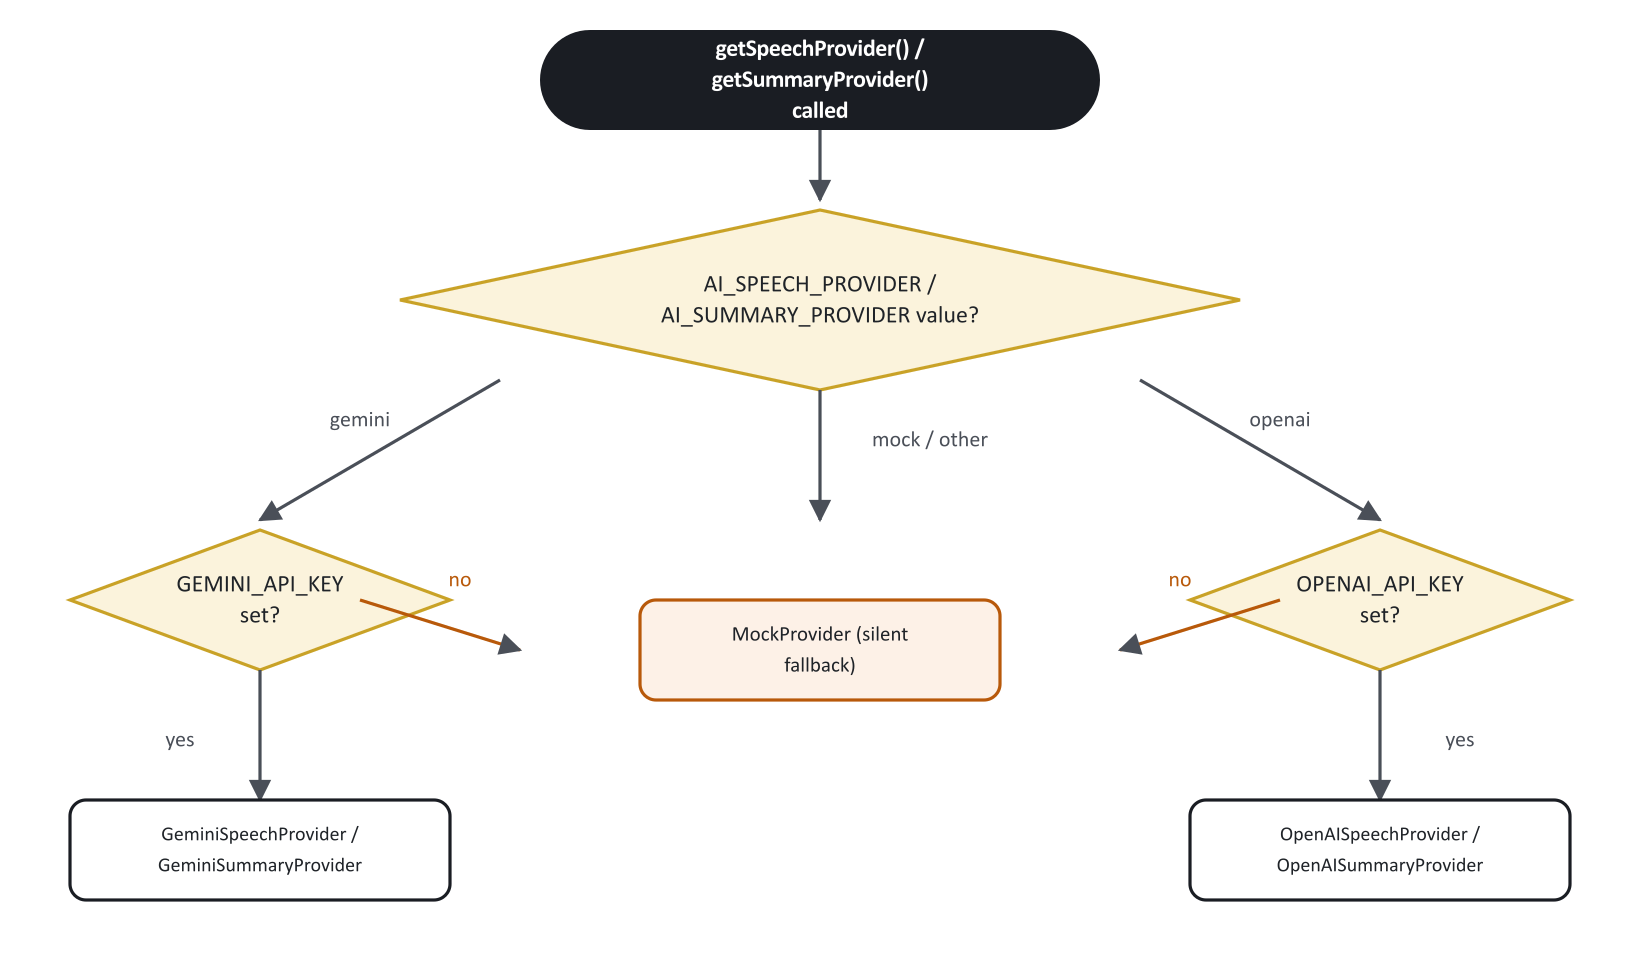 getSpeechProvider() /
getSummaryProvider()
called
AI_SPEECH_PROVIDER /
AI_SUMMARY_PROVIDER value?
gemini
mock / other
openai
GEMINI_API_KEY
set?
no
MockProvider (silent
fallback)
no
OPENAI_API_KEY
set?
yes
yes
GeminiSpeechProvider /
GeminiSummaryProvider
OpenAISpeechProvider /
OpenAISummaryProvider